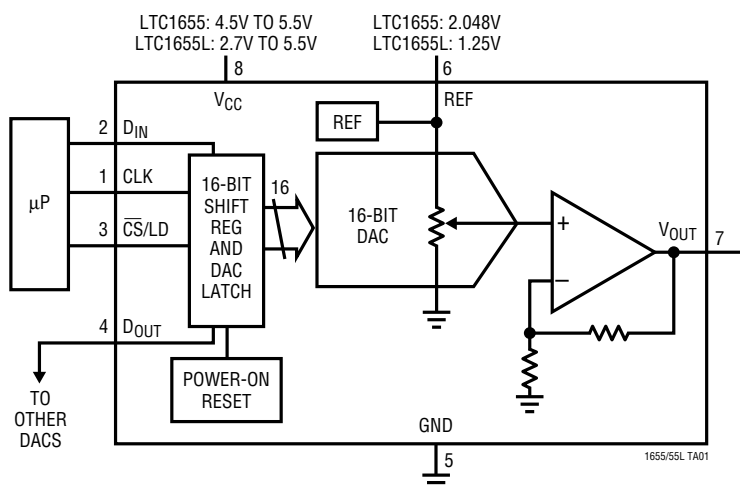 LTC1655: 4.5V TO 5.5V
LTC1655L: 2.7V TO 5.5V
LTC1655: 2.048V
LTC1655L: 1.25V
8
6
VCC
REF
2
DIN
REF
1
CLK
μP
16-BIT
SHIFT
REG
AND
DAC
LATCH
16
16-BIT
DAC
+
−
VOUT
7
3
CS/LD
4
DOUT
POWER-ON
RESET
TO
OTHER
DACS
GND
5
1655/55L TA01